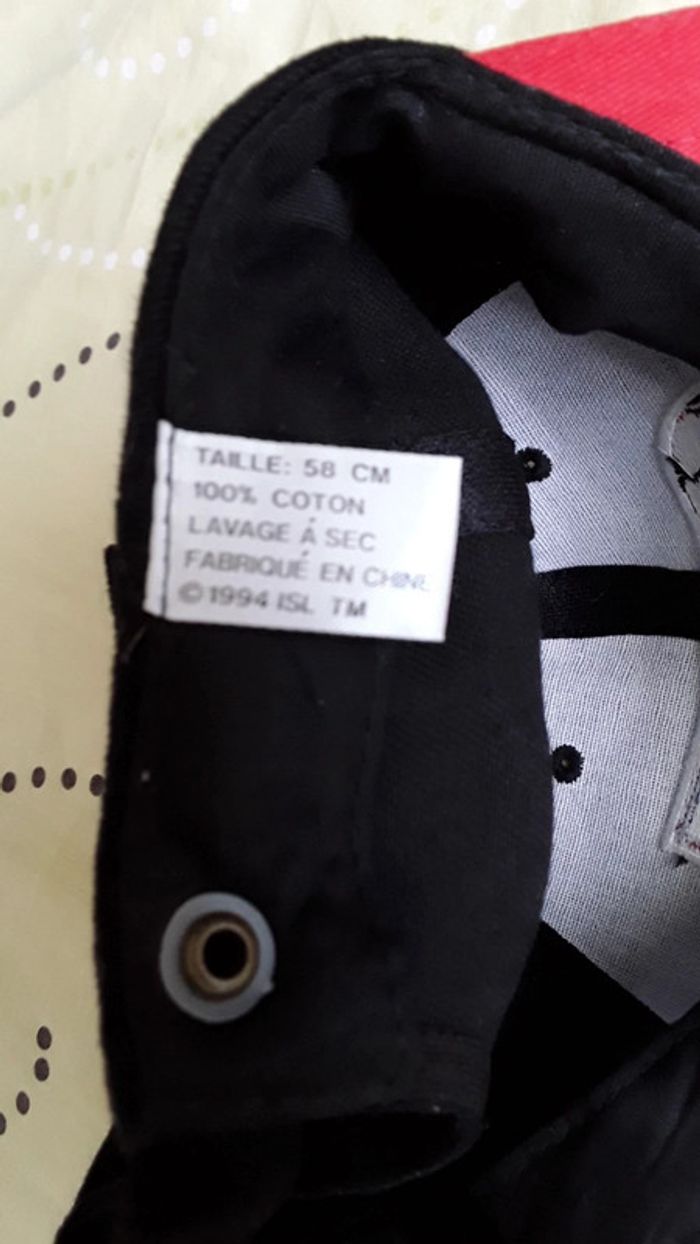 TAILLE: 58 CM
100% COTON
LAVAGE Á SEC
FABRIQUÉ EN CHINE
©1994 ISL TM